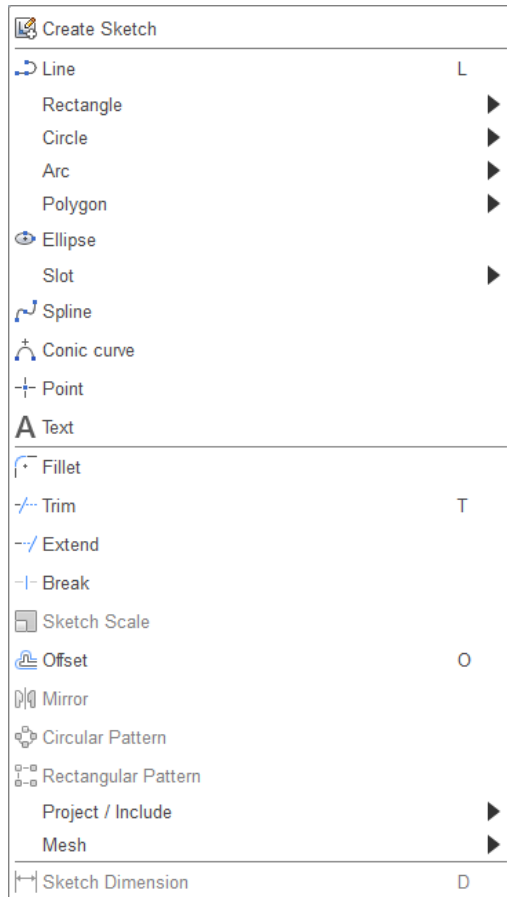 Create Sketch
Line L
Rectangle
Circle
Arc
Polygon
Ellipse
Slot
Spline
Conic curve
Point
A Text
Fillet
Trim T
Extend
Break
Sketch Scale
Offset O
Mirror
Circular Pattern
Rectangular Pattern
Project / Include
Mesh
Sketch Dimension D